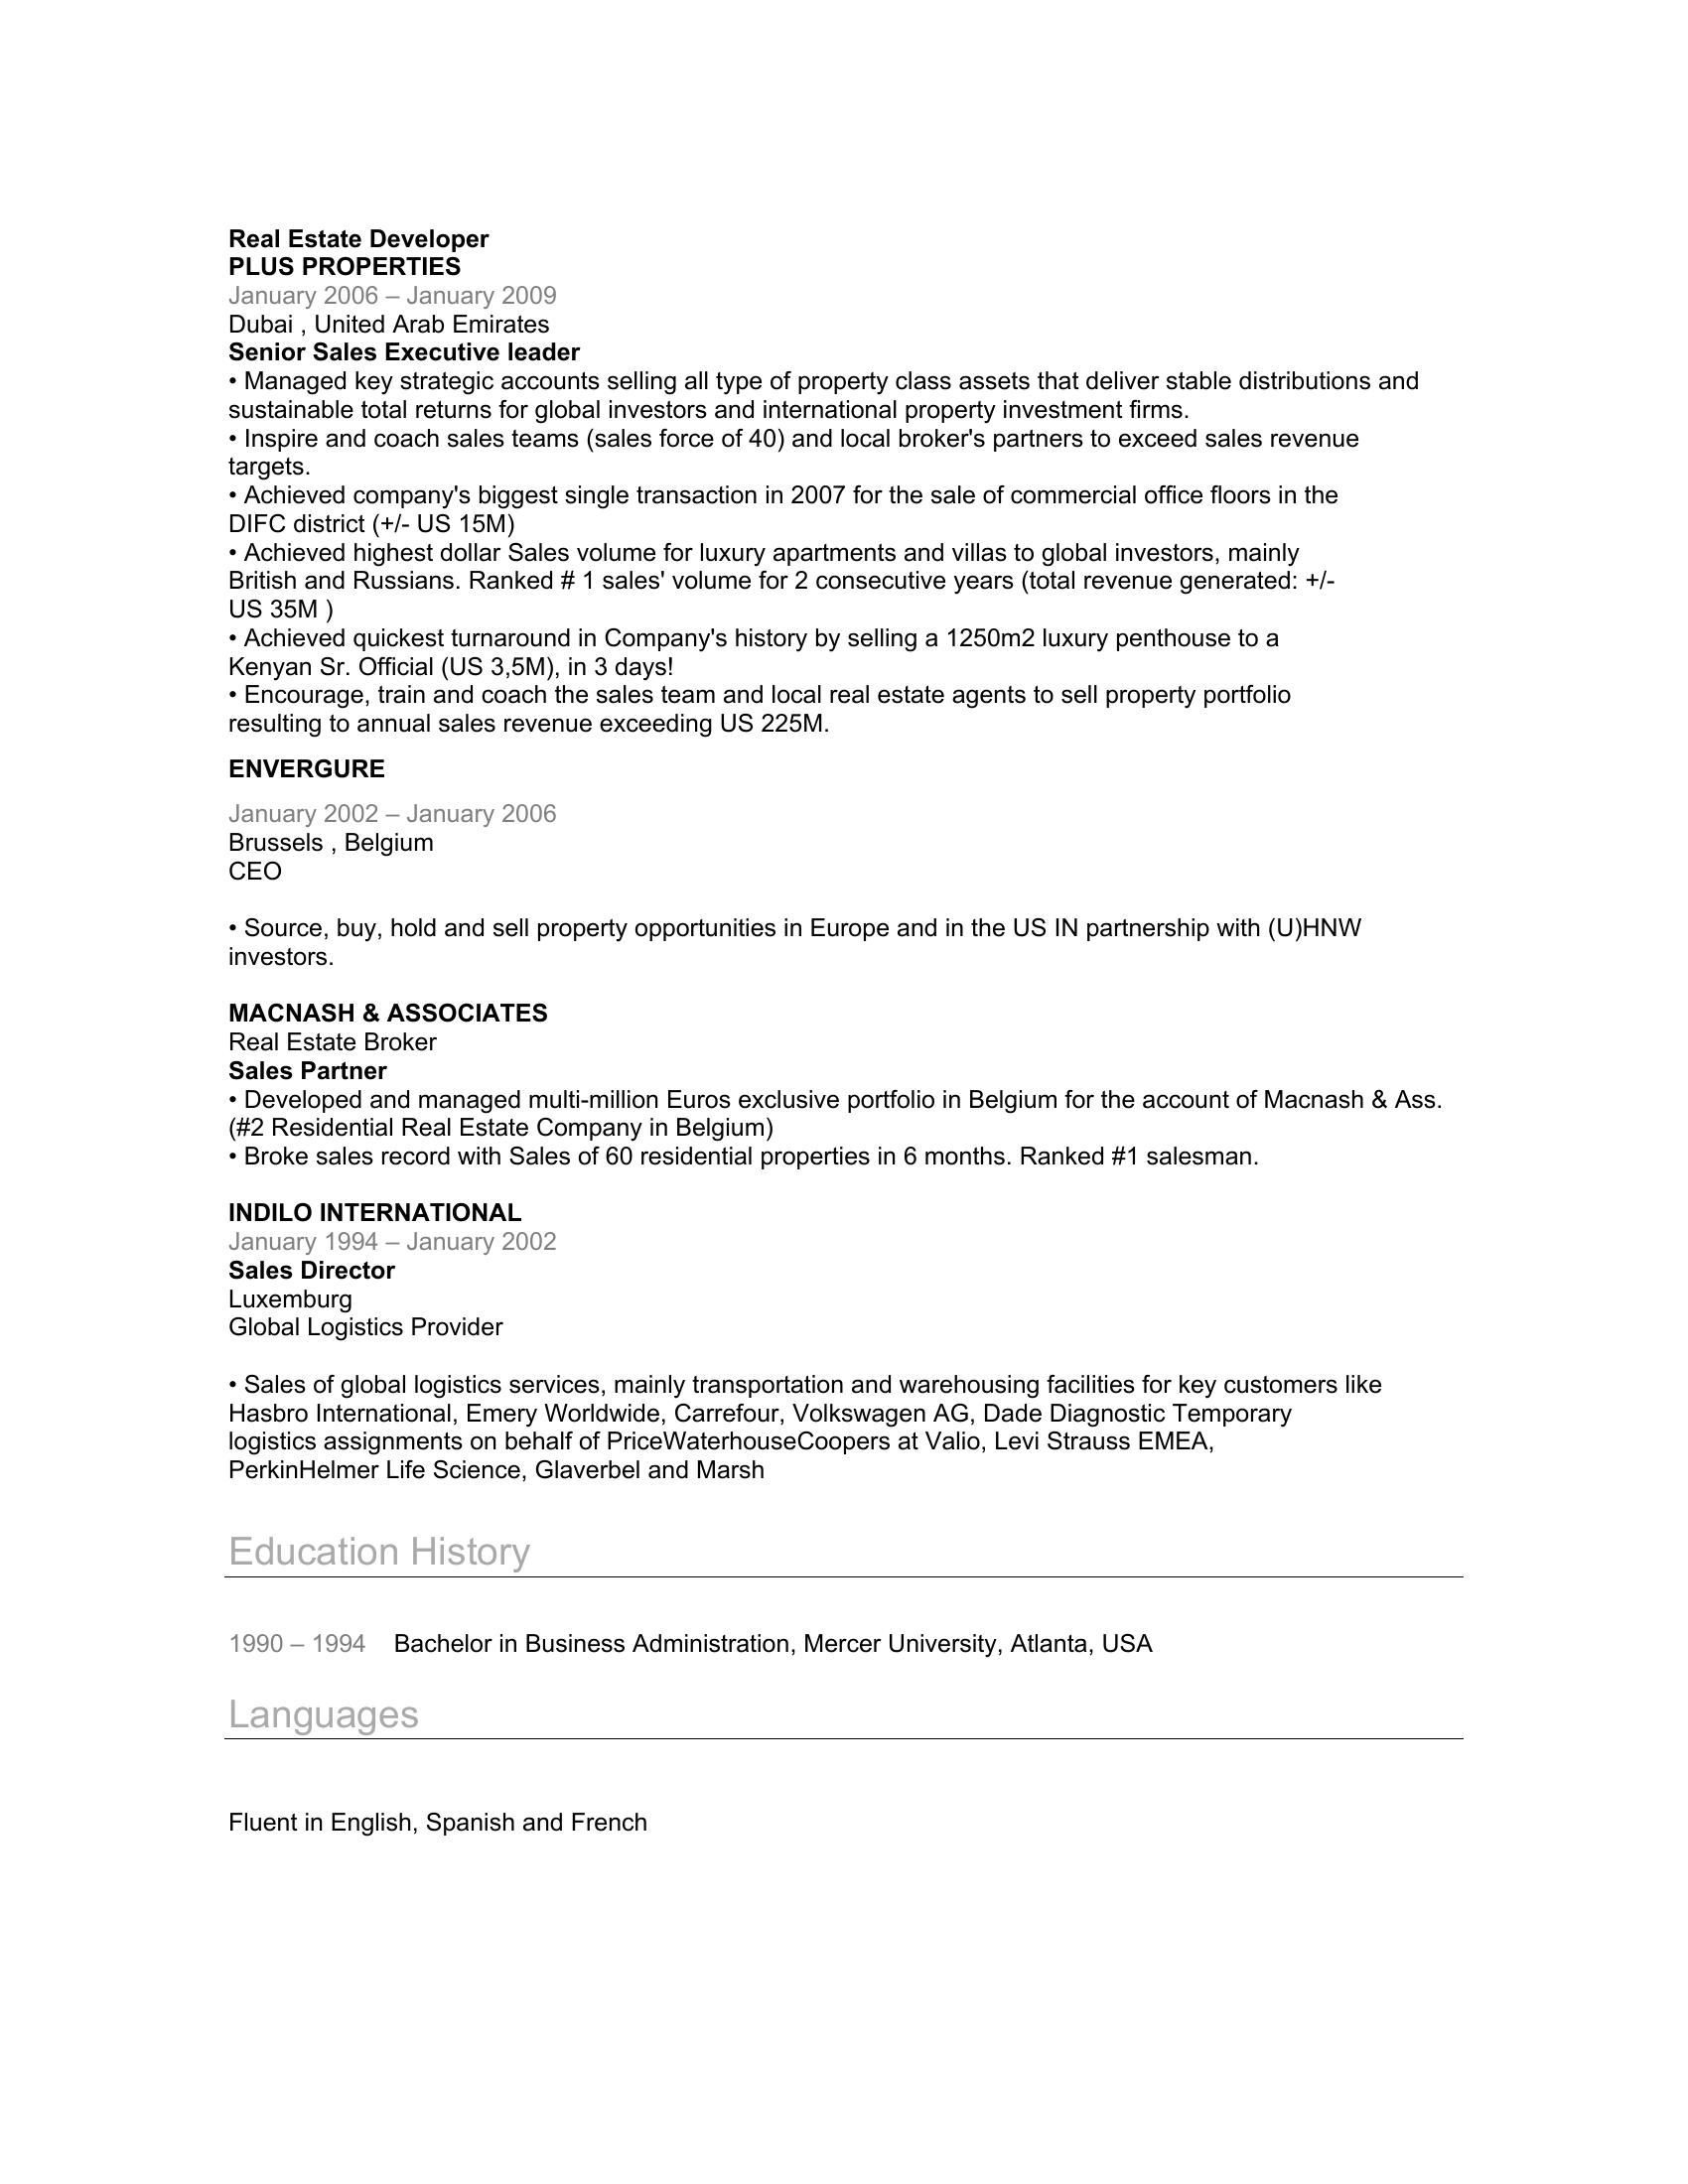 Real Estate Developer
PLUS PROPERTIES
January 2006 – January 2009
Dubai , United Arab Emirates
Senior Sales Executive leader
• Managed key strategic accounts selling all type of property class assets that deliver stable distributions and
sustainable total returns for global investors and international property investment firms.
• Inspire and coach sales teams (sales force of 40) and local broker's partners to exceed sales revenue
targets.
• Achieved company's biggest single transaction in 2007 for the sale of commercial office floors in the
DIFC district (+/- US 15M)
• Achieved highest dollar Sales volume for luxury apartments and villas to global investors, mainly
British and Russians. Ranked # 1 sales' volume for 2 consecutive years (total revenue generated: +/-
US 35M )
• Achieved quickest turnaround in Company's history by selling a 1250m2 luxury penthouse to a
Kenyan Sr. Official (US 3,5M), in 3 days!
• Encourage, train and coach the sales team and local real estate agents to sell property portfolio
resulting to annual sales revenue exceeding US 225M.
ENVERGURE
January 2002 – January 2006
Brussels , Belgium
CEO
• Source, buy, hold and sell property opportunities in Europe and in the US IN partnership with (U)HNW
investors.
MACNASH & ASSOCIATES
Real Estate Broker
Sales Partner
• Developed and managed multi-million Euros exclusive portfolio in Belgium for the account of Macnash & Ass.
(#2 Residential Real Estate Company in Belgium)
• Broke sales record with Sales of 60 residential properties in 6 months. Ranked #1 salesman.
INDILO INTERNATIONAL
January 1994 – January 2002
Sales Director
Luxemburg
Global Logistics Provider
• Sales of global logistics services, mainly transportation and warehousing facilities for key customers like
Hasbro International, Emery Worldwide, Carrefour, Volkswagen AG, Dade Diagnostic Temporary
logistics assignments on behalf of PriceWaterhouseCoopers at Valio, Levi Strauss EMEA,
PerkinHelmer Life Science, Glaverbel and Marsh
Education History
1990 – 1994 Bachelor in Business Administration, Mercer University, Atlanta, USA
Languages
Fluent in English, Spanish and French